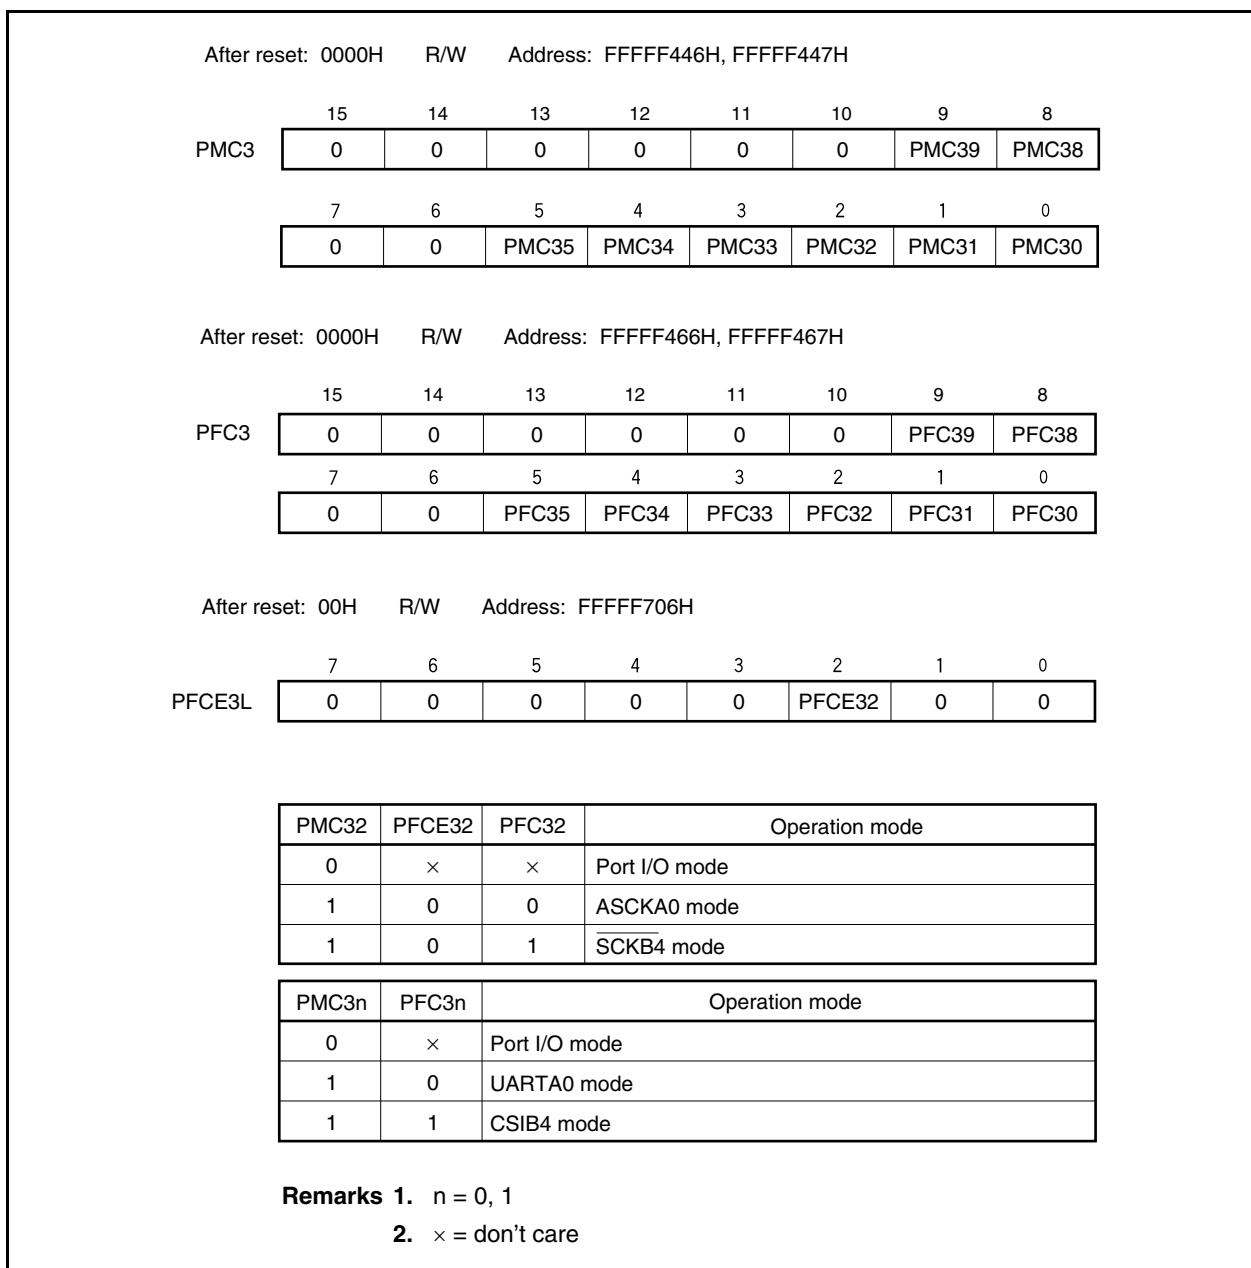 After reset: 0000H R/W Address: FFFFF446H, FFFFF447H
15 14 13 12 11 10 9 8
PMC3 0 0 0 0 0 0 PMC39 PMC38
7 6 5 4 3 2 1 0
0 0 PMC35 PMC34 PMC33 PMC32 PMC31 PMC30
After reset: 0000H R/W Address: FFFFF466H, FFFFF467H
15 14 13 12 11 10 9 8
PFC3 0 0 0 0 0 0 PFC39 PFC38
7 6 5 4 3 2 1 0
0 0 PFC35 PFC34 PFC33 PFC32 PFC31 PFC30
After reset: 00H R/W Address: FFFFF706H
7 6 5 4 3 2 1 0
PFCE3L 0 0 0 0 0 PFCE32 0 0
PMC32 PFCE32 PFC32 Operation mode
0 × × Port I/O mode
1 0 0 ASCKA0 mode
1 0 1 S̅C̅K̅B̅4̅ mode
PMC3n PFC3n Operation mode
0 × Port I/O mode
1 0 UARTA0 mode
1 1 CSIB4 mode
Remarks 1. n = 0, 1
2. × = don't care